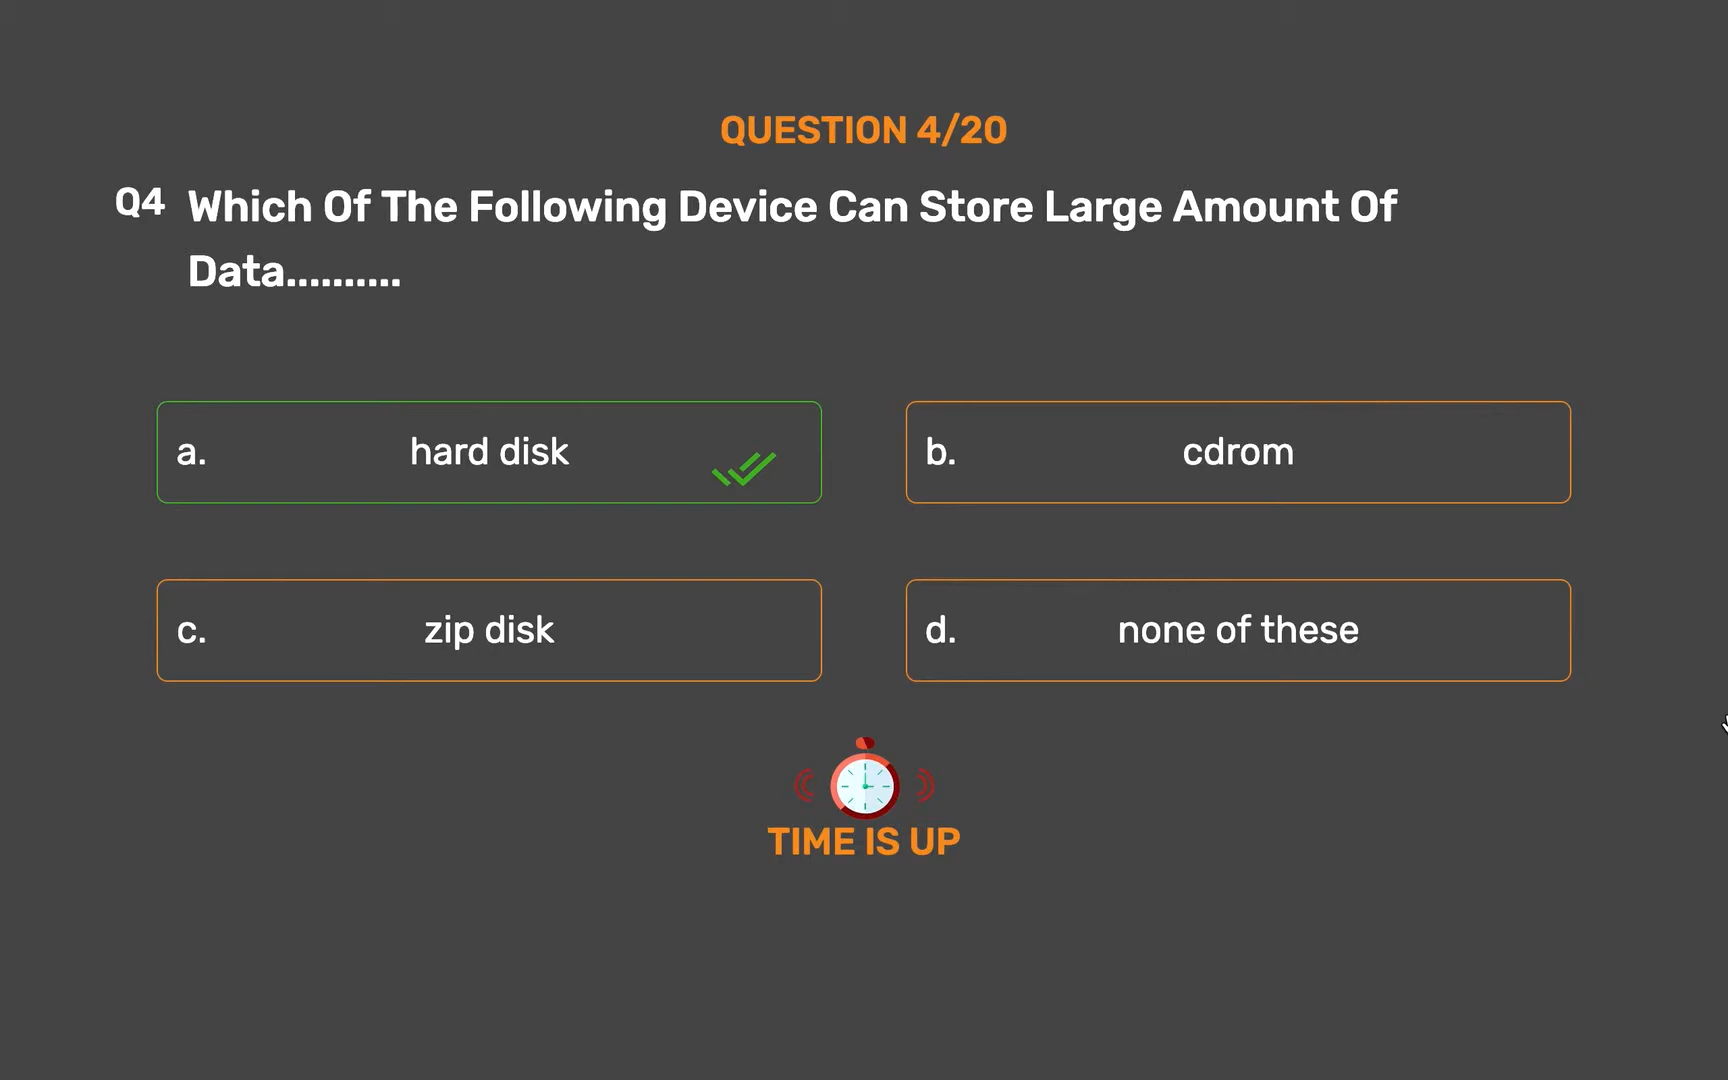 QUESTION 4/20
Q4 Which Of The Following Device Can Store Large Amount Of
Data..........
a. hard disk
b. cdrom
c. zip disk
d. none of these
TIME IS UP